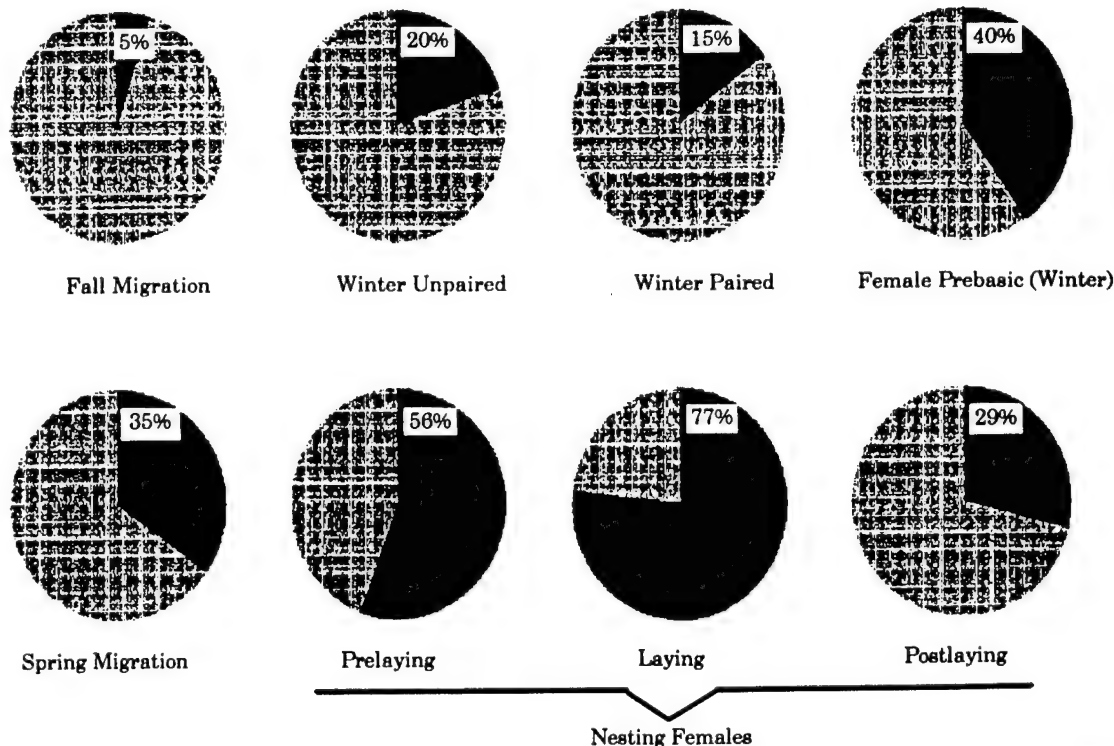 5%
20%
15%
40%
Fall Migration
Winter Unpaired
Winter Paired
Female Prebasic (Winter)
35%
56%
77%
29%
Spring Migration
Prelaying
Laying
Postlaying
Nesting Females